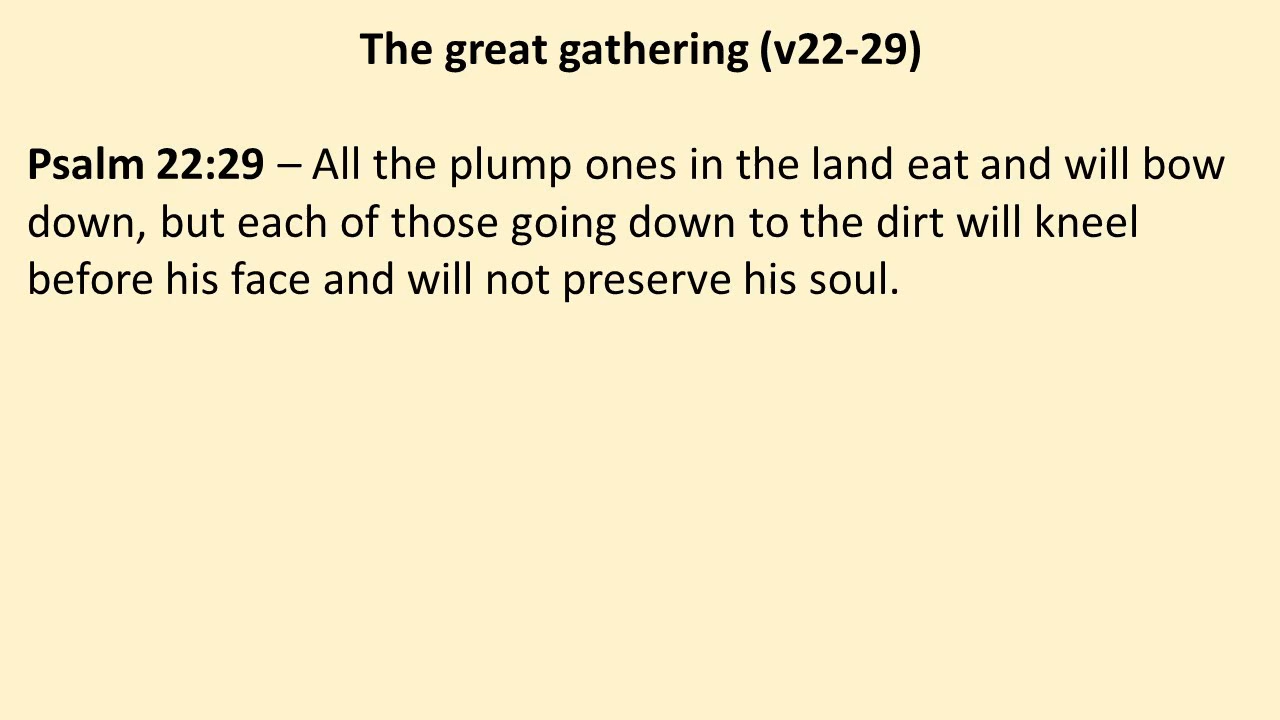 The great gathering (v22-29)
Psalm 22:29 – All the plump ones in the land eat and will bow
down, but each of those going down to the dirt will kneel
before his face and will not preserve his soul.